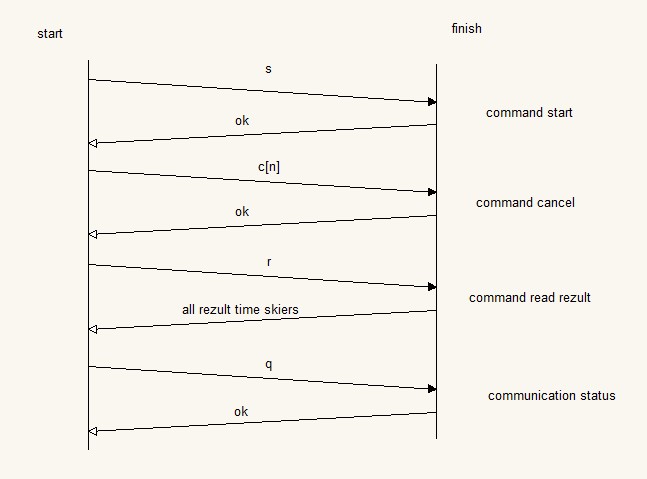 start
finish
s
command start
ok
c[n]
command cancel
ok
r
command read rezult
all rezult time skiers
q
communication status
ok